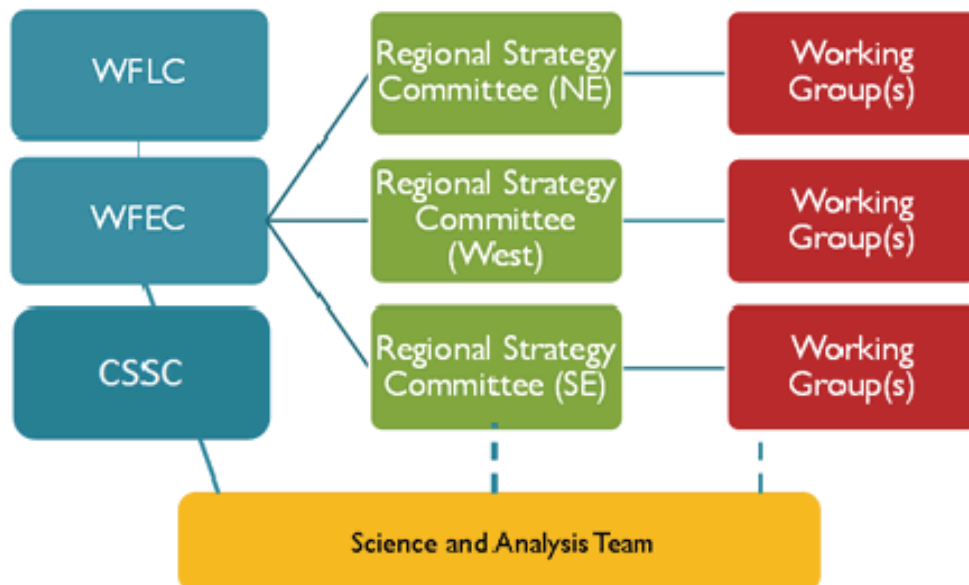 WFLC
Regional Strategy
Committee (NE)
Working
Group(s)
WFEC
Regional Strategy
Committee
(West)
Working
Group(s)
CSSC
Regional Strategy
Committee (SE)
Working
Group(s)
Science and Analysis Team